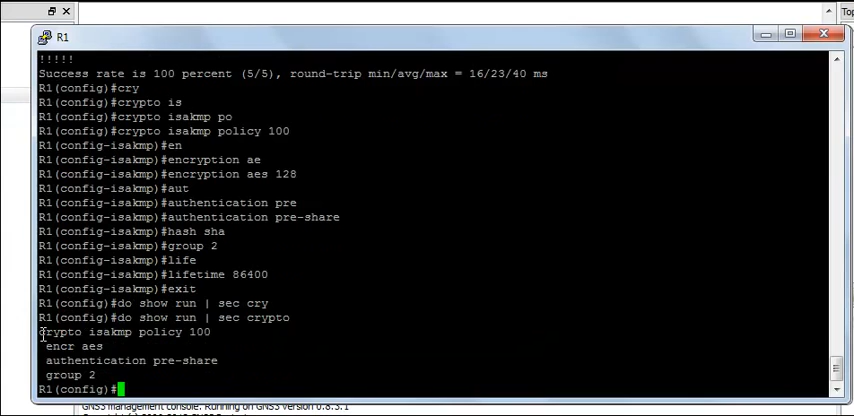 Top
R1
!!!!!
Success rate is 100 percent (5/5), round-trip min/avg/max = 16/23/40 ms
R1(config)#cry
R1(config)#crypto is
R1(config)#crypto isakmp po
R1(config)#crypto isakmp policy 100
R1(config-isakmp)#en
R1(config-isakmp)#encryption ae
R1(config-isakmp)#encryption aes 128
R1(config-isakmp)#aut
R1(config-isakmp)#authentication pre
R1(config-isakmp)#authentication pre-share
R1(config-isakmp)#hash sha
R1(config-isakmp)#group 2
R1(config-isakmp)#life
R1(config-isakmp)#lifetime 86400
R1(config-isakmp)#exit
R1(config)#do show run | sec cry
R1(config)#do show run | sec crypto
crypto isakmp policy 100
encr aes
authentication pre-share
group 2
R1(config)#
GNS3 management console. Running on GNS3 version 0.8.3.1